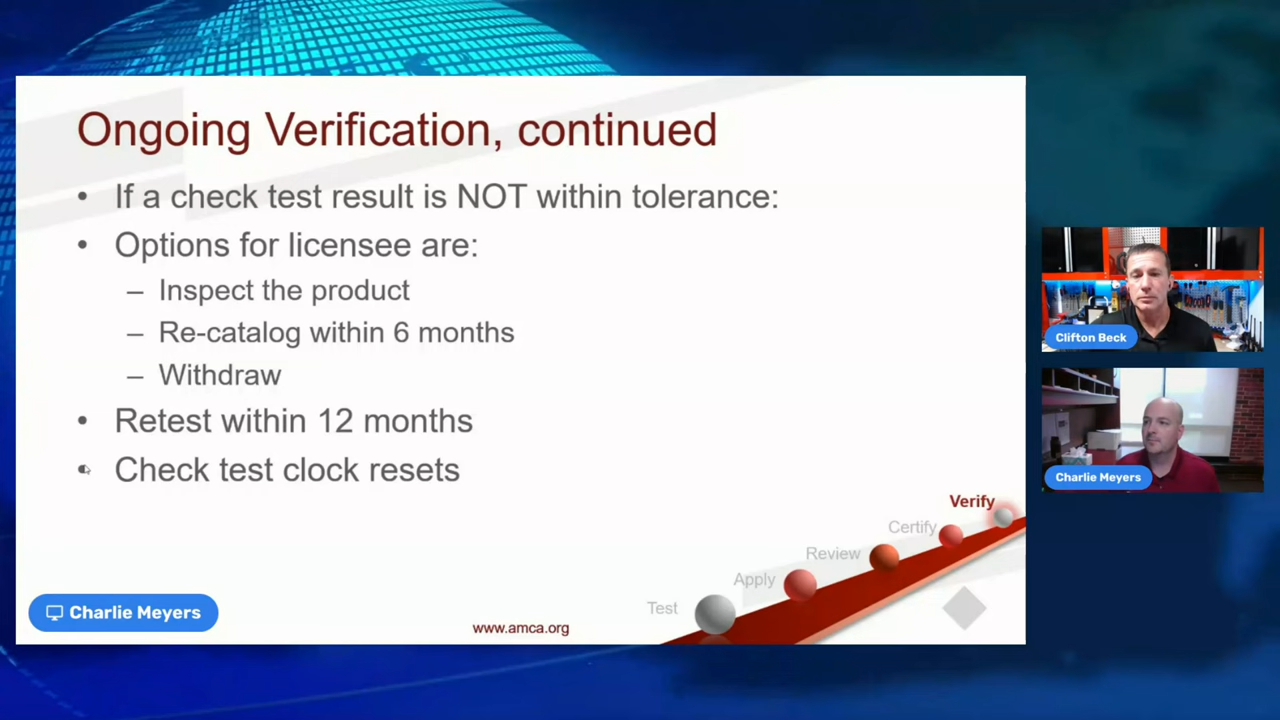 Ongoing Verification, continued
• If a check test result is NOT within tolerance:
• Options for licensee are:
– Inspect the product
– Re-catalog within 6 months
– Withdraw
• Retest within 12 months
• Check test clock resets
Verify
Certify
Review
Apply
Test
www.amca.org
Charlie Meyers
Clifton Beck
Charlie Meyers